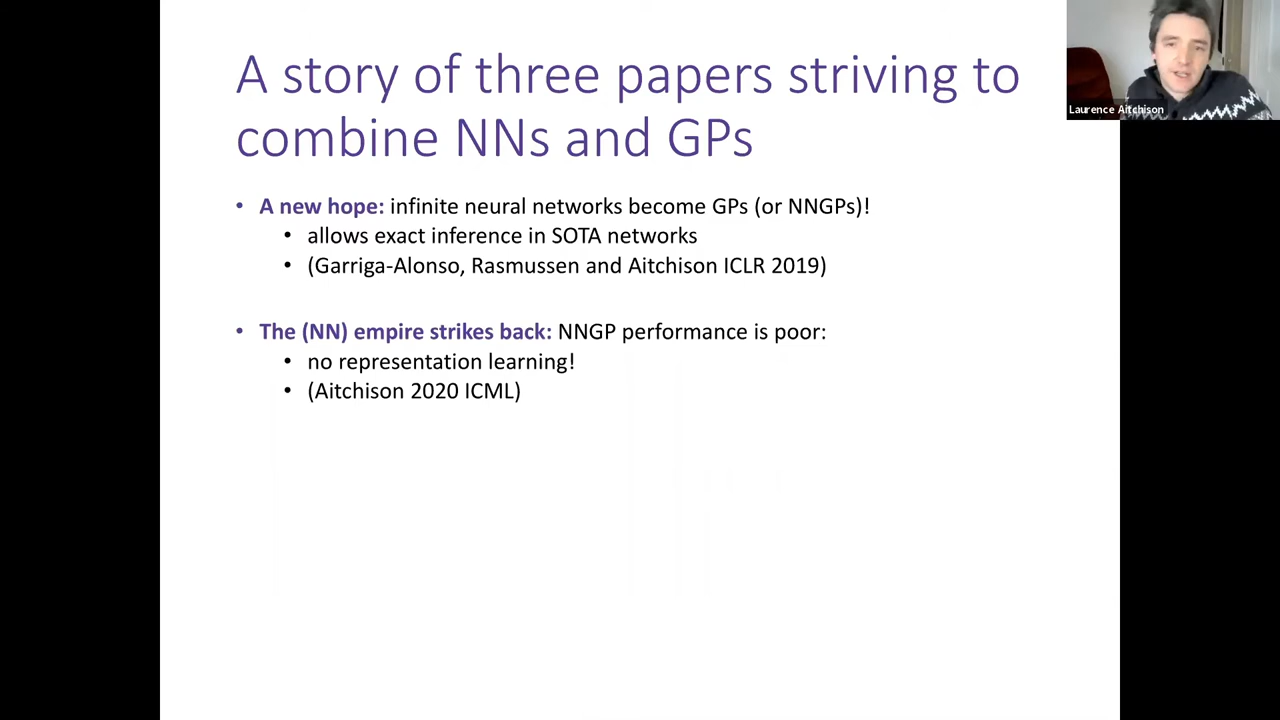 A story of three papers striving to
combine NNs and GPs
Laurence Aitchison
• A new hope: infinite neural networks become GPs (or NNGPs)!
• allows exact inference in SOTA networks
• (Garriga-Alonso, Rasmussen and Aitchison ICLR 2019)
• The (NN) empire strikes back: NNGP performance is poor:
• no representation learning!
• (Aitchison 2020 ICML)